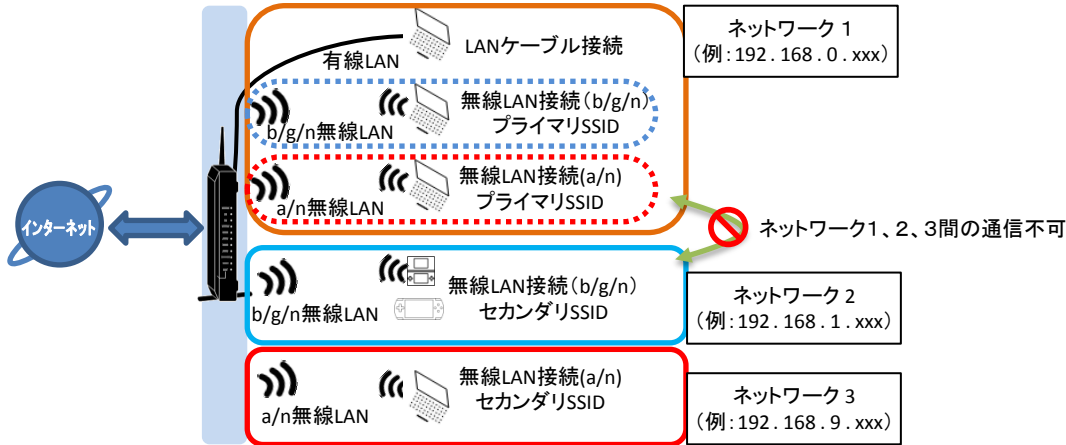 LANケーブル接続
有線LAN
ネットワーク 1
(例:192.168.0.xxx)
無線LAN接続(b/g/n)
プライマリSSID
b/g/n無線LAN
無線LAN接続(a/n)
プライマリSSID
a/n無線LAN
インターネット
ネットワーク1、2、3間の通信不可
無線LAN接続(b/g/n)
セカンダリSSID
b/g/n無線LAN
ネットワーク 2
(例:192.168.1.xxx)
無線LAN接続(a/n)
セカンダリSSID
a/n無線LAN
ネットワーク 3
(例:192.168.9.xxx)